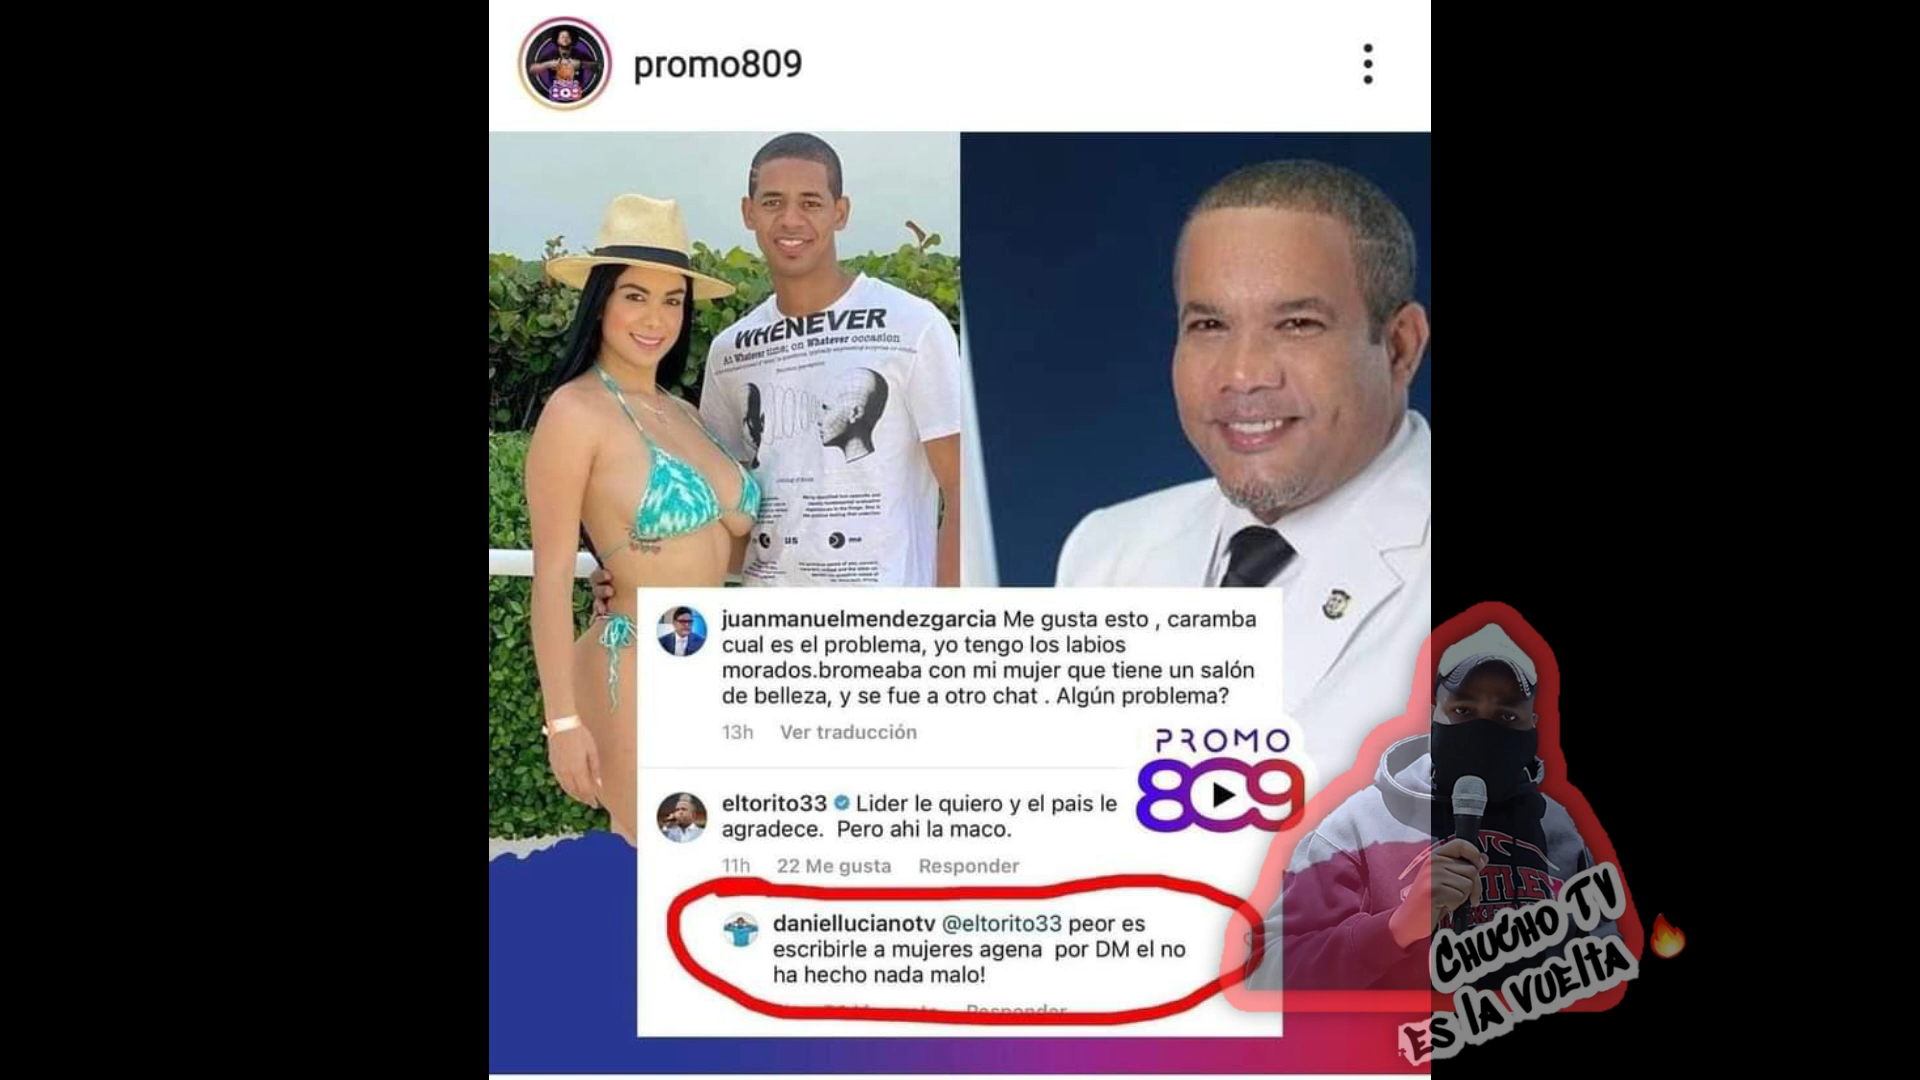 promo809
WHENEVER
At Whatever time; on Whatever occasion
us
me
juanmanuelmendezgarcia Me gusta esto , caramba
cual es el problema, yo tengo los labios
morados.bromeaba con mi mujer que tiene un salón
de belleza, y se fue a otro chat . Algún problema?
13h Ver traducción
PROMO
809
eltorito33 Lider le quiero y el pais le
agradece. Pero ahi la maco.
11h 22 Me gusta Responder
daniellucianotv @eltorito33 peor es
escribirle a mujeres agena por DM el no
ha hecho nada malo!
Responder
CHUCHO TV
ES LA VUELTA